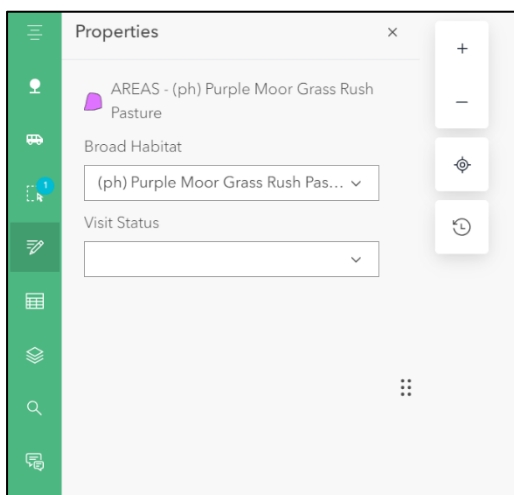 Properties
AREAS - (ph) Purple Moor Grass Rush
Pasture
Broad Habitat
(ph) Purple Moor Grass Rush Pas...
Visit Status
1